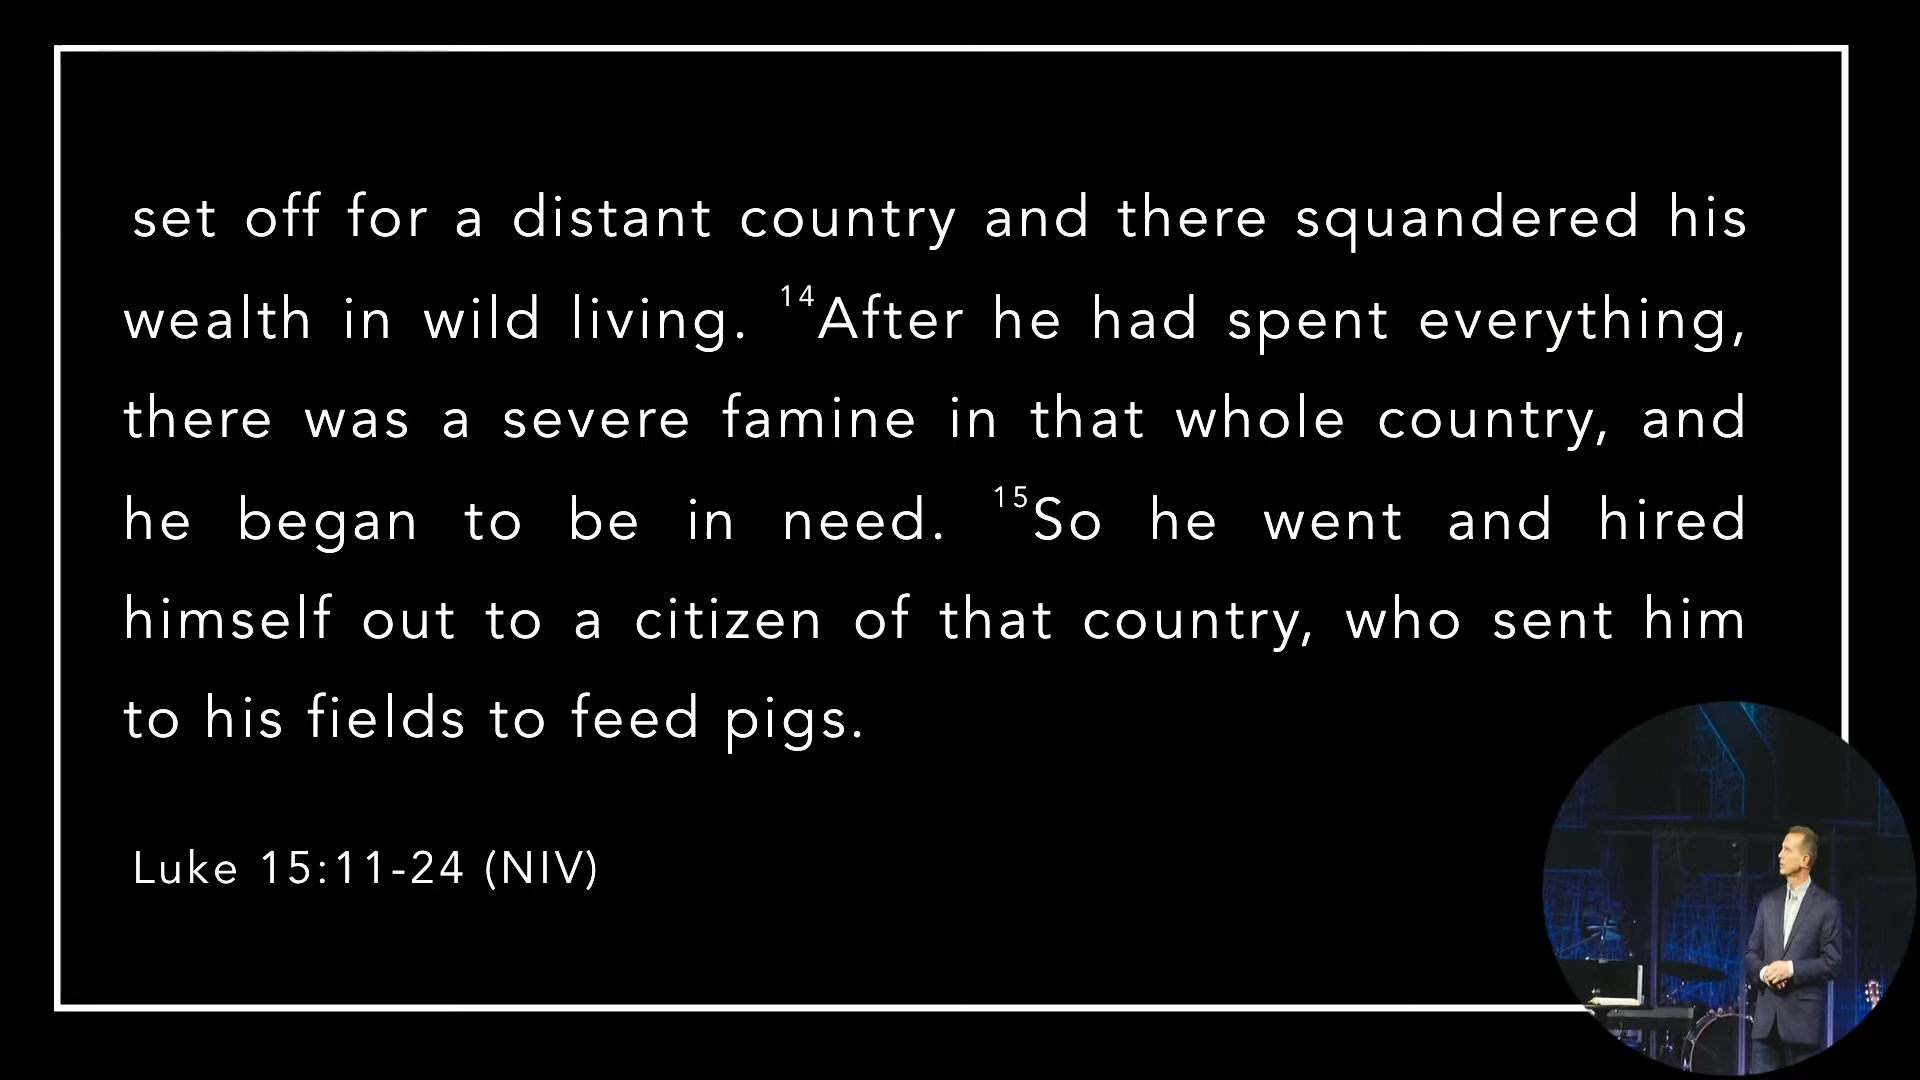 set off for a distant country and there squandered his
wealth in wild living. 14After he had spent everything,
there was a severe famine in that whole country, and
he began to be in need. 15So he went and hired
himself out to a citizen of that country, who sent him
to his fields to feed pigs.
Luke 15:11-24 (NIV)